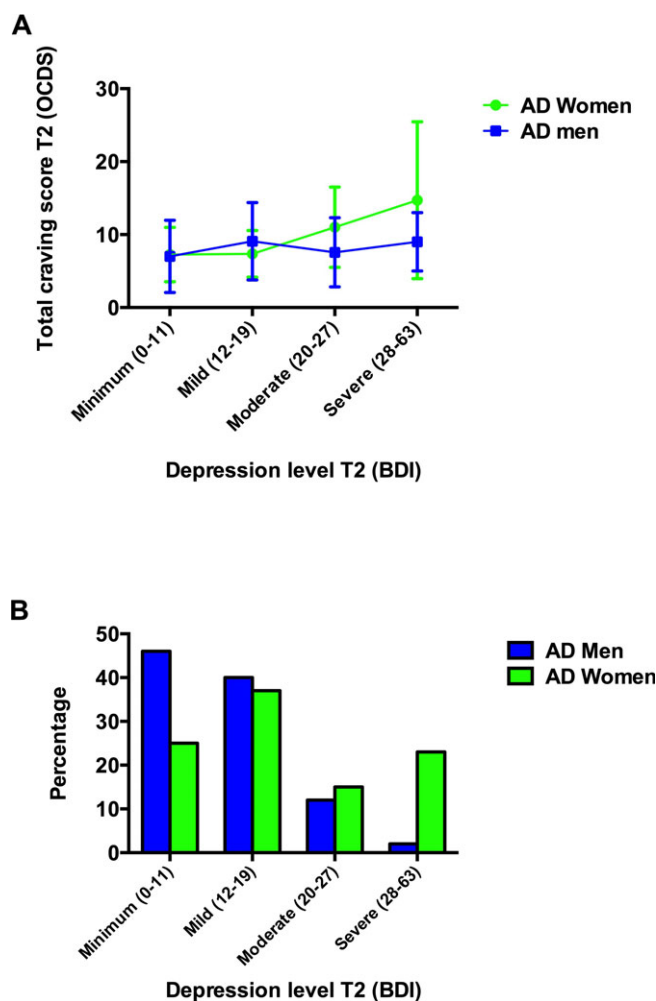 A
Total craving score T2 (OCDS)
30
20
10
0
Minimum (0-11)
Mild (12-19)
Moderate (20-27)
Severe (28-63)
Depression level T2 (BDI)
AD Women
AD men
B
Percentage
50
40
30
20
10
0
Minimum (0-11)
Mild (12-19)
Moderate (20-27)
Severe (28-63)
Depression level T2 (BDI)
AD Men
AD Women